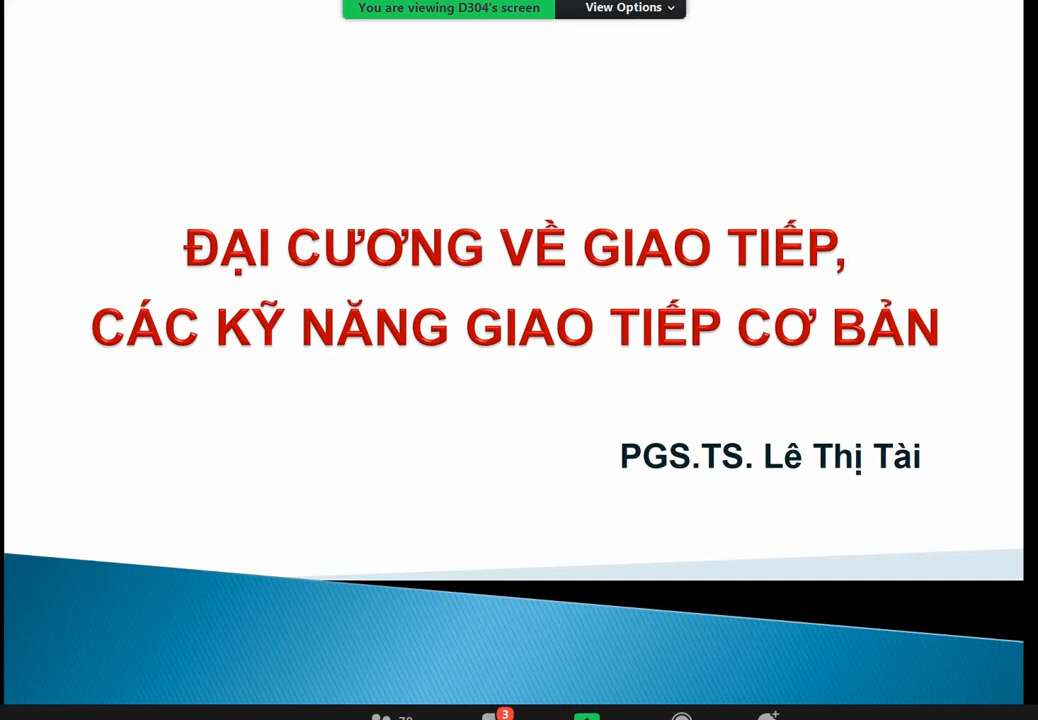 You are viewing D304's screen View Options
ĐẠI CƯƠNG VỀ GIAO TIẾP,
CÁC KỸ NĂNG GIAO TIẾP CƠ BẢN
PGS.TS. Lê Thị Tài
3